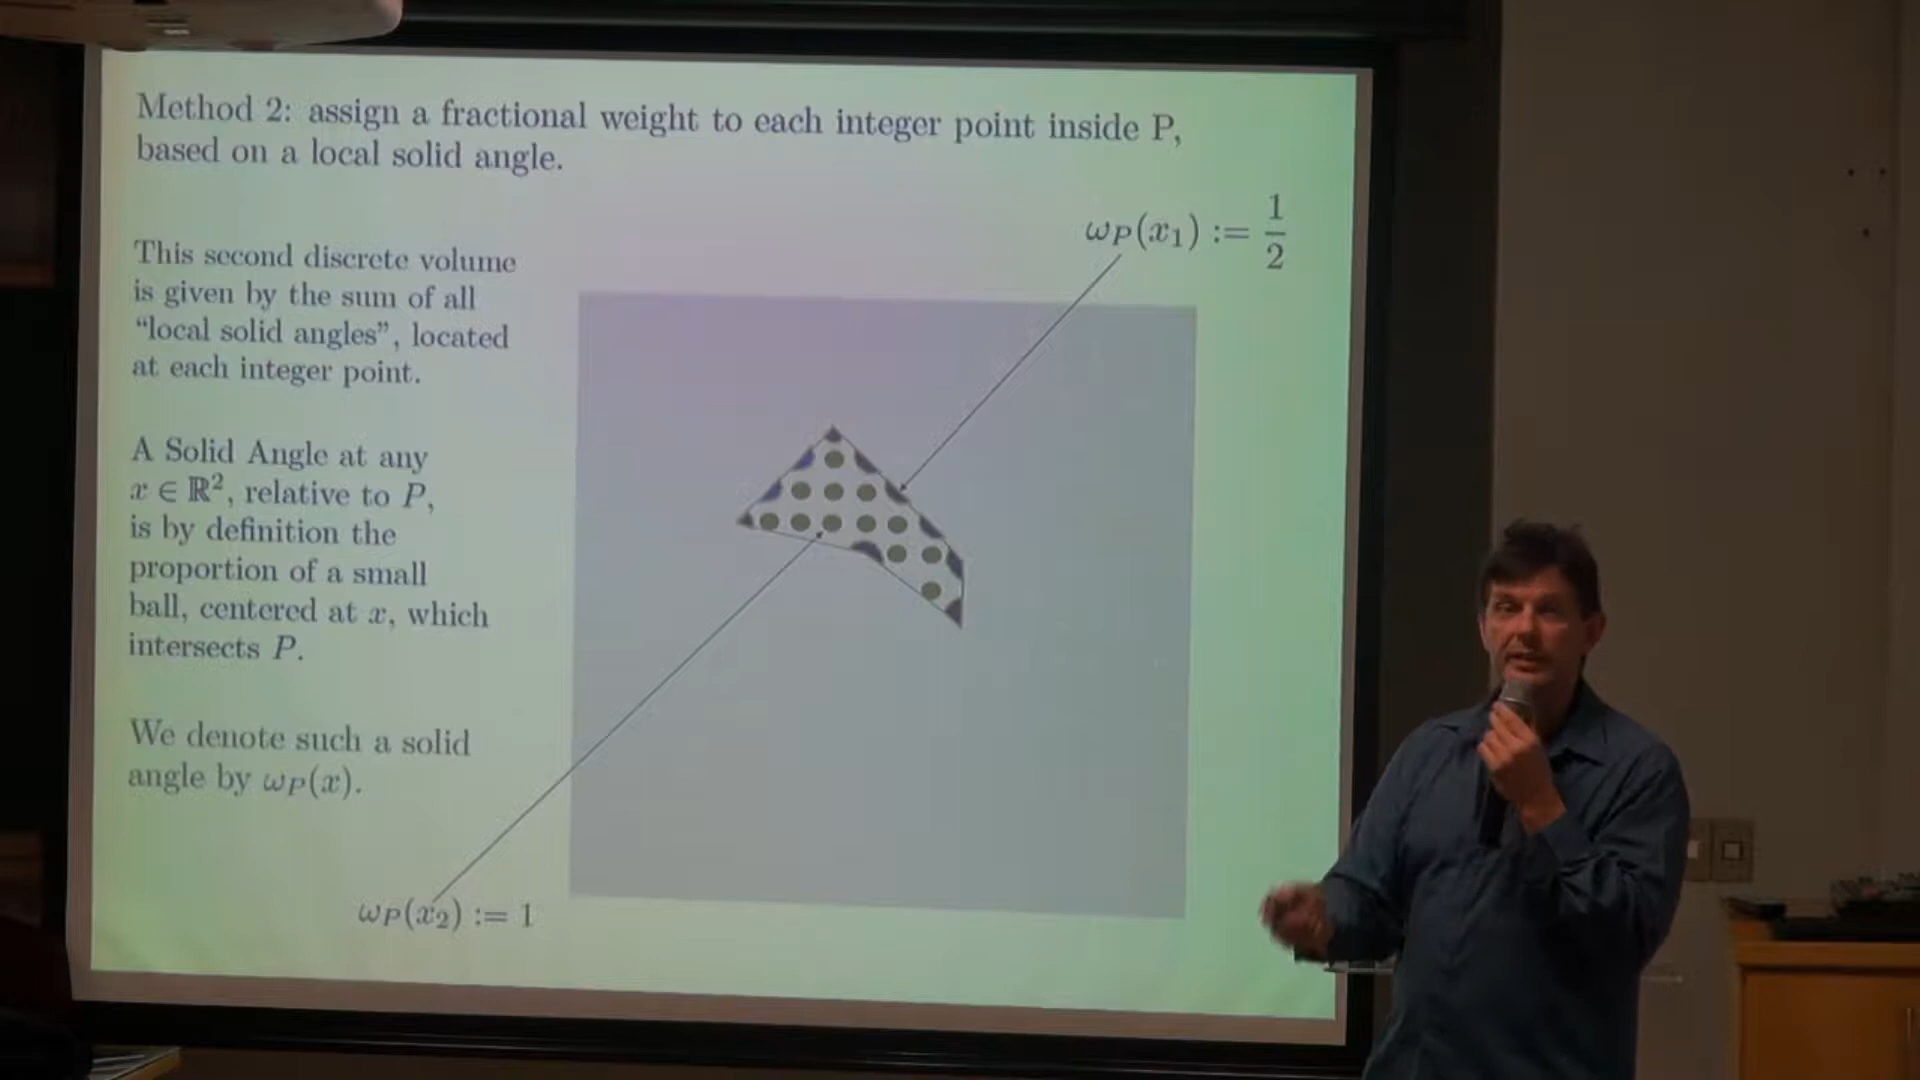 Method 2: assign a fractional weight to each integer point inside P,
based on a local solid angle.
ωP(x1) := 1/2
This second discrete volume
is given by the sum of all
“local solid angles”, located
at each integer point.
A Solid Angle at any
x ∈ ℝ², relative to P,
is by definition the
proportion of a small
ball, centered at x, which
intersects P.
We denote such a solid
angle by ωP(x).
ωP(x2) := 1